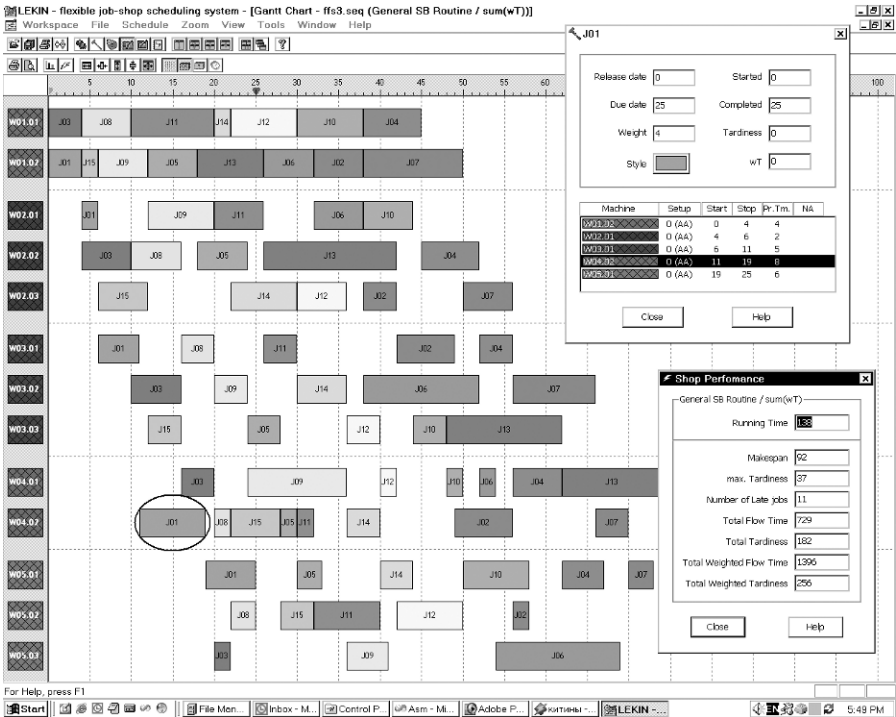 LEKIN - flexible job-shop scheduling system - [Gantt Chart - ffs3.seq (General SB Routine / sum(wT))]
Workspace File Schedule Zoom View Tools Window Help
5 10 15 20 25 30 35 40 45 50 55 60 100
W01.01 J03 J08 J11 J14 J12 J10 J04
W01.02 J01 J15 J09 J05 J13 J06 J02 J07
W02.01 J01 J09 J11 J06 J10
W02.02 J03 J08 J05 J13 J04
W02.03 J15 J14 J12 J02 J07
W03.01 J01 J08 J11 J02 J04
W03.02 J03 J09 J14 J06 J07
W03.03 J15 J05 J12 J10 J13
W04.01 J03 J09 J12 J10 J06 J04 J13
W04.02 J01 J08 J15 J05 J11 J14 J02 J07
W05.01 J01 J05 J14 J10 J04 J07
W05.02 J08 J15 J11 J12 J02
W05.03 J03 J09 J06
J01
Release date 0 Started 0
Due date 25 Completed 25
Weight 4 Tardiness 0
Style wT 0
Machine Setup Start Stop Pr.Tm. NA
W01.02 0 (AA) 0 4 4
W02.01 0 (AA) 4 6 2
W03.01 0 (AA) 6 11 5
W04.02 0 (AA) 11 19 8
W05.01 0 (AA) 19 25 6
Close Help
Shop Perfomance
General SB Routine / sum(wT)
Running Time 138
Makespan 92
max. Tardiness 37
Number of Late jobs 11
Total Flow Time 729
Total Tardiness 182
Total Weighted Flow Time 1396
Total Weighted Tardiness 256
Close Help
For Help, press F1
Start File Man... Inbox - M... Control P... Asm - Mi... Adobe P... китины -... LEKIN -... EN 5:49 PM